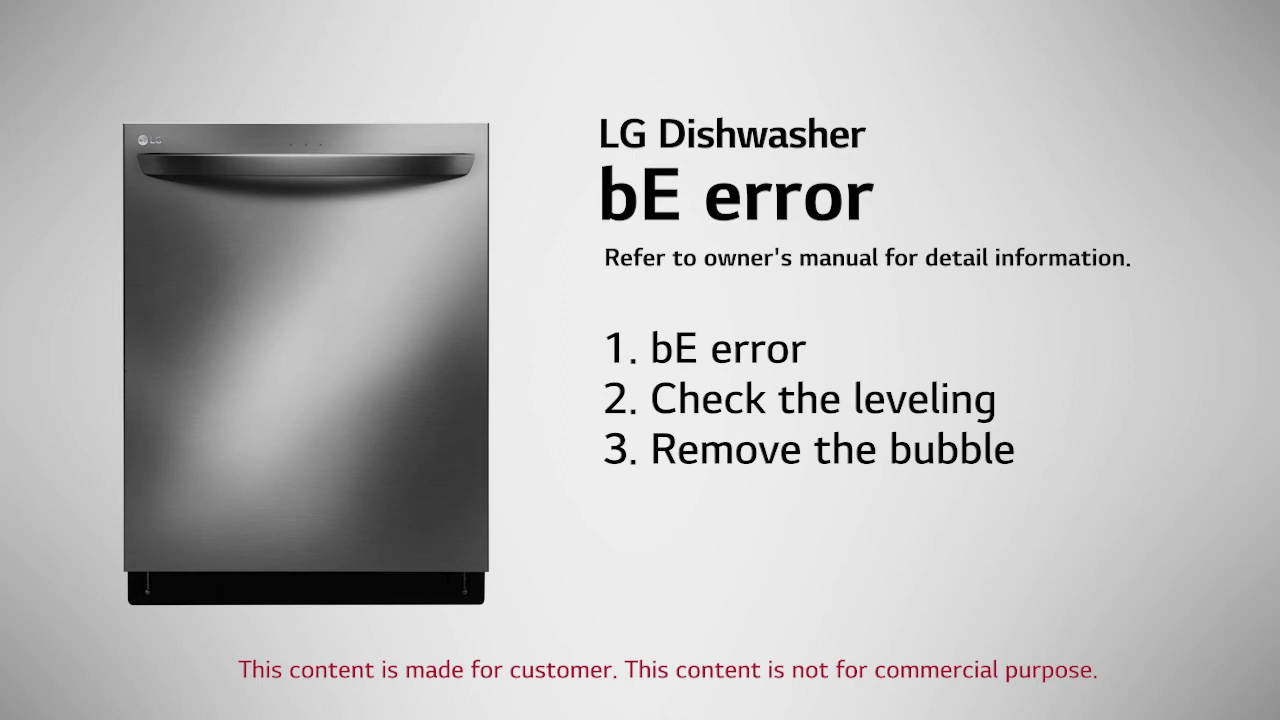 LG
LG Dishwasher
bE error
Refer to owner's manual for detail information.
1. bE error
2. Check the leveling
3. Remove the bubble
This content is made for customer. This content is not for commercial purpose.